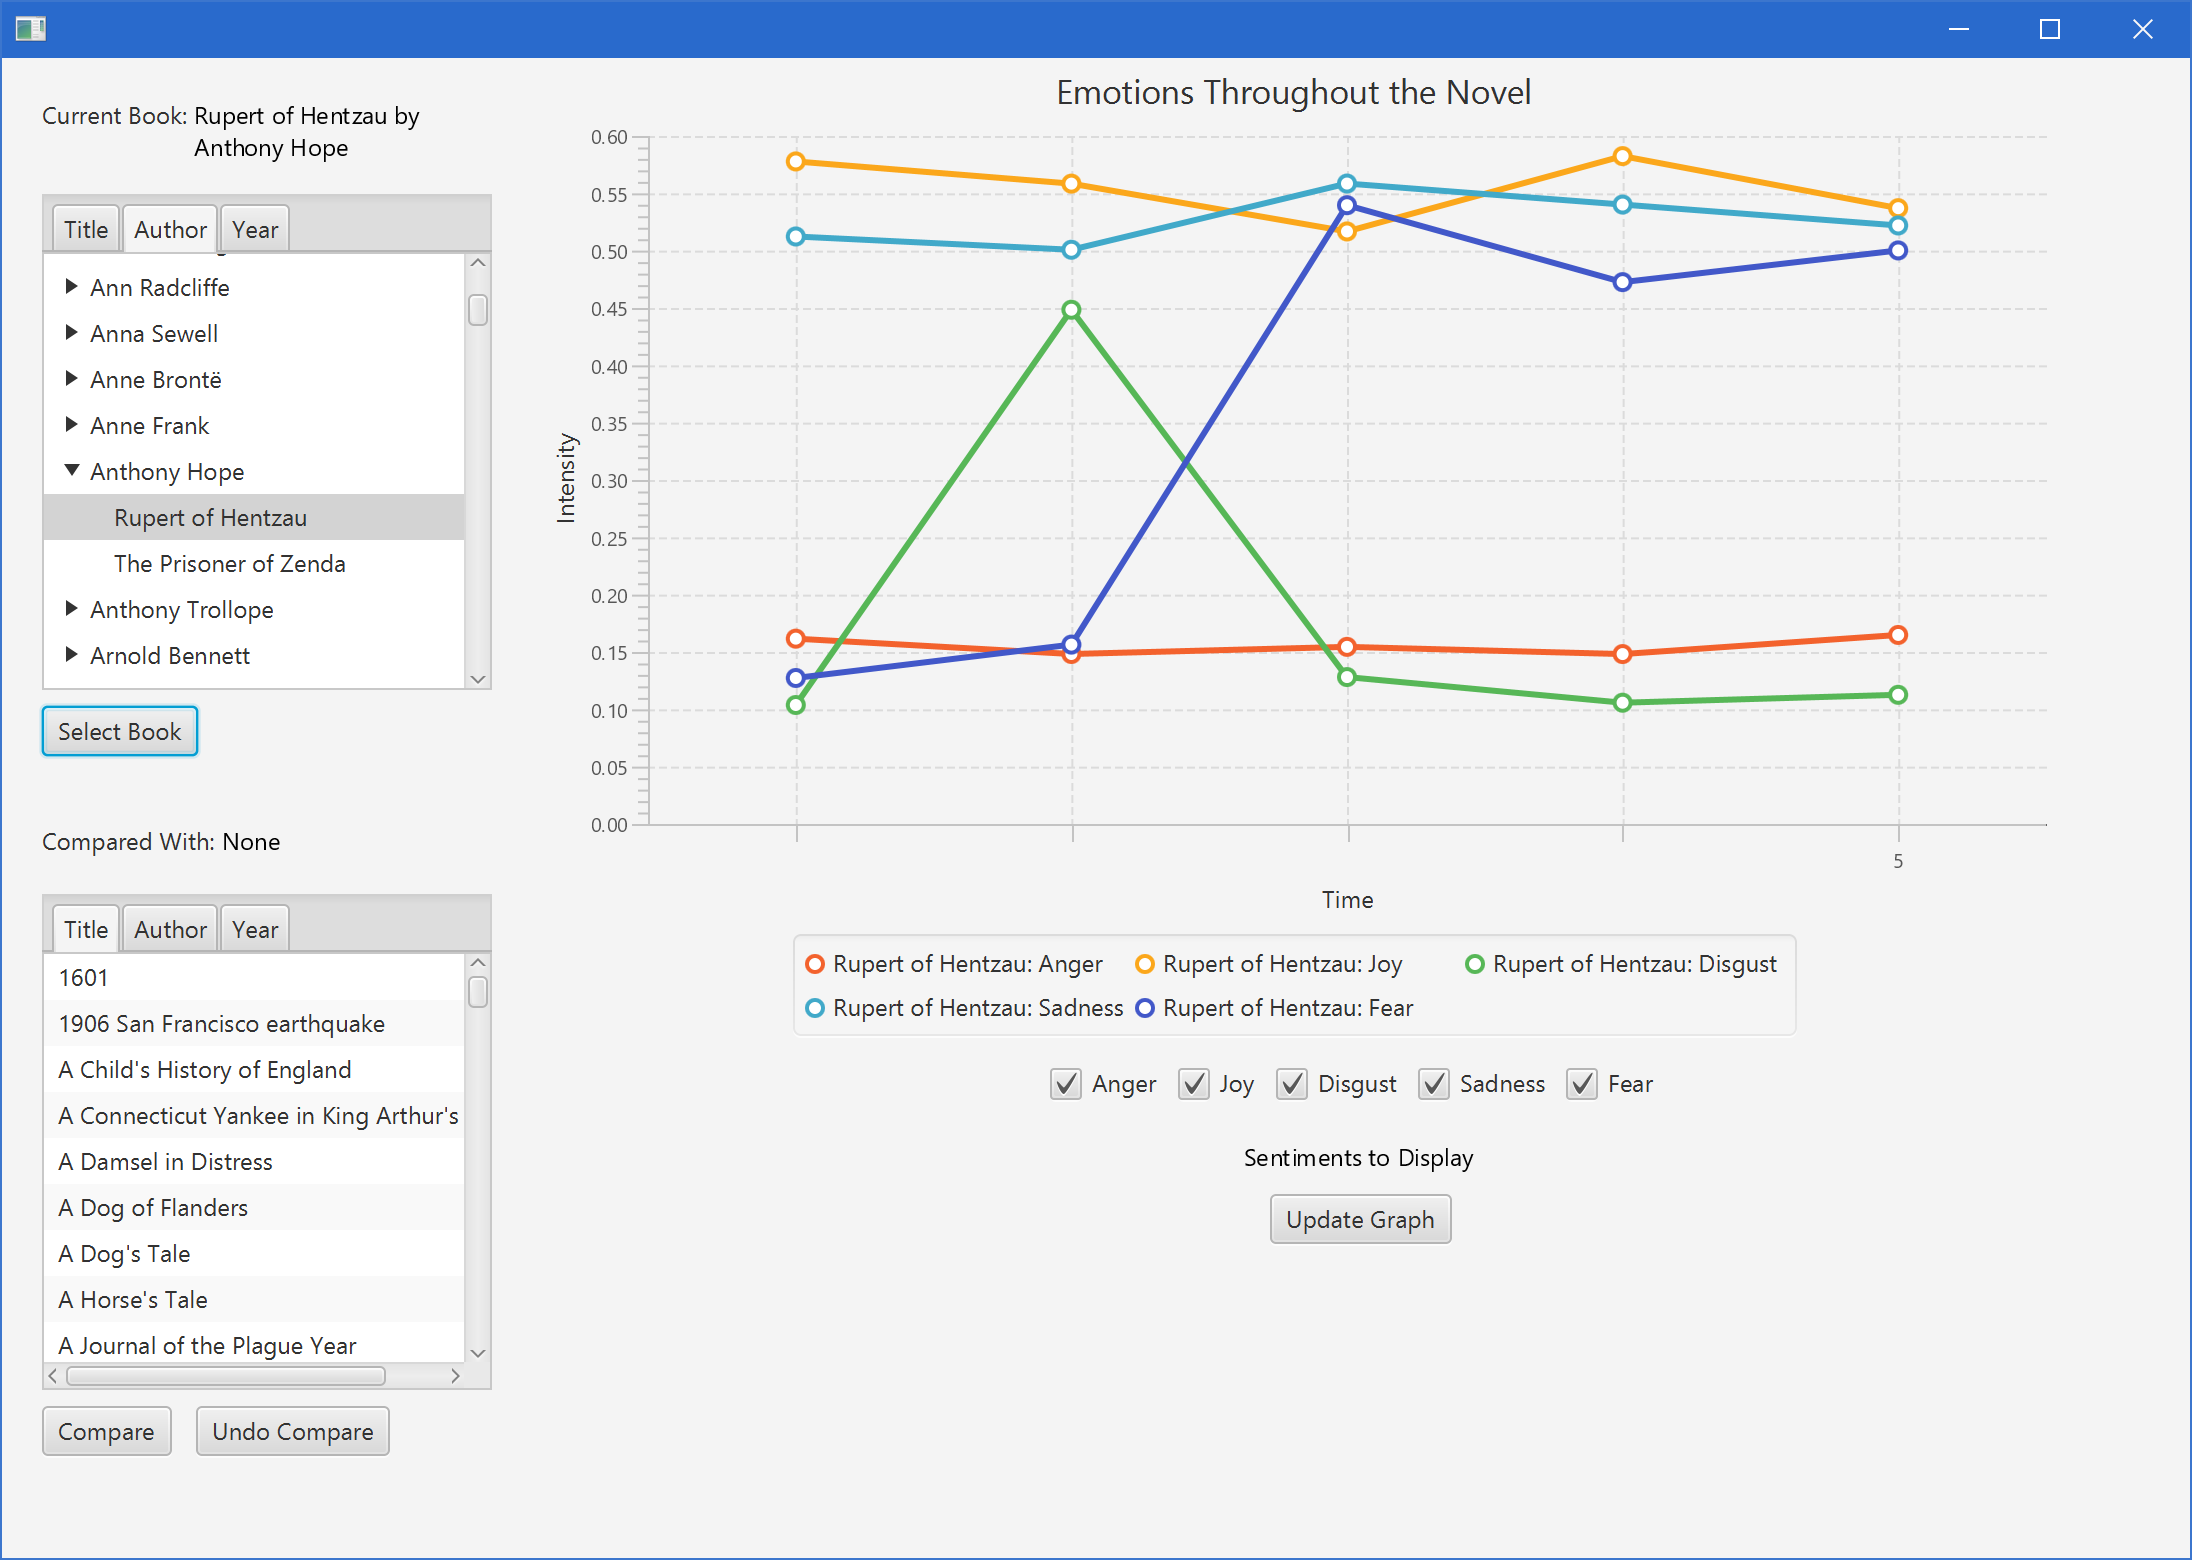 Current Book: Rupert of Hentzau by
Anthony Hope
Title Author Year
Ann Radcliffe
Anna Sewell
Anne Brontë
Anne Frank
Anthony Hope
Rupert of Hentzau
The Prisoner of Zenda
Anthony Trollope
Arnold Bennett
Select Book
Compared With: None
Title Author Year
1601
1906 San Francisco earthquake
A Child's History of England
A Connecticut Yankee in King Arthur's
A Damsel in Distress
A Dog of Flanders
A Dog's Tale
A Horse's Tale
A Journal of the Plague Year
Compare Undo Compare
Emotions Throughout the Novel
0.60
0.55
0.50
0.45
0.40
0.35
0.30
0.25
0.20
0.15
0.10
0.05
0.00
Intensity
5
Time
Rupert of Hentzau: Anger Rupert of Hentzau: Joy Rupert of Hentzau: Disgust
Rupert of Hentzau: Sadness Rupert of Hentzau: Fear
Anger Joy Disgust Sadness Fear
Sentiments to Display
Update Graph